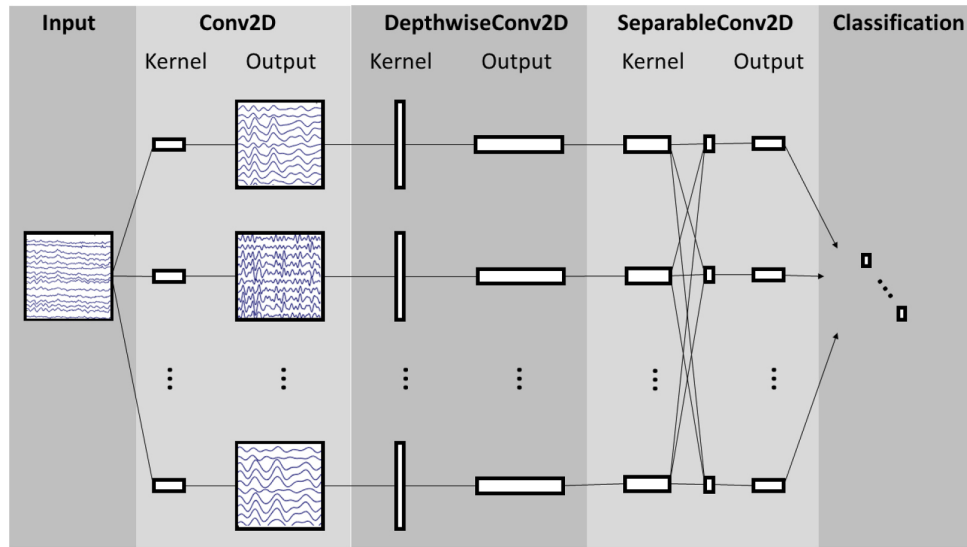 Input Conv2D DepthwiseConv2D SeparableConv2D Classification
Kernel Output Kernel Output Kernel Output